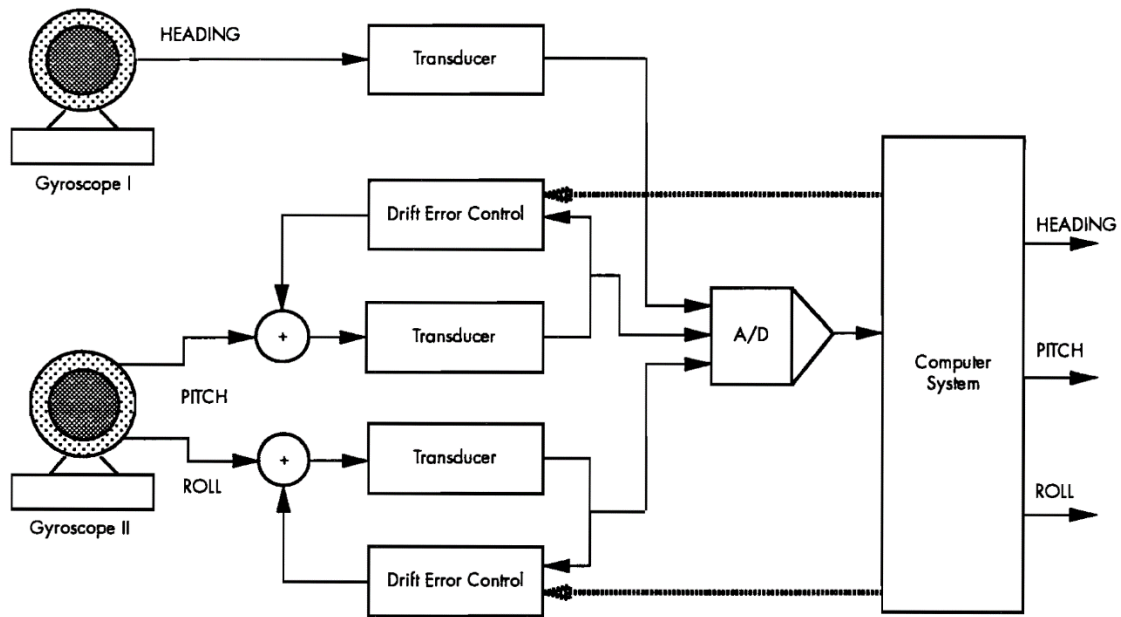 HEADING
Transducer
Gyroscope I
Drift Error Control
HEADING
Transducer
A/D
+
PITCH
Computer
System
PITCH
Transducer
+
ROLL
ROLL
Gyroscope II
Drift Error Control